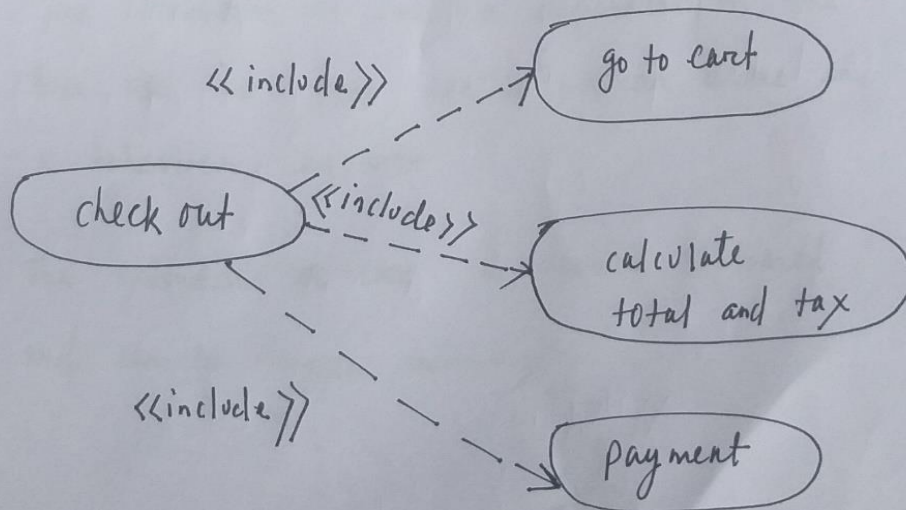 <<include>>
go to cart
check out
<<include>>
calculate
total and tax
<<include>>
payment